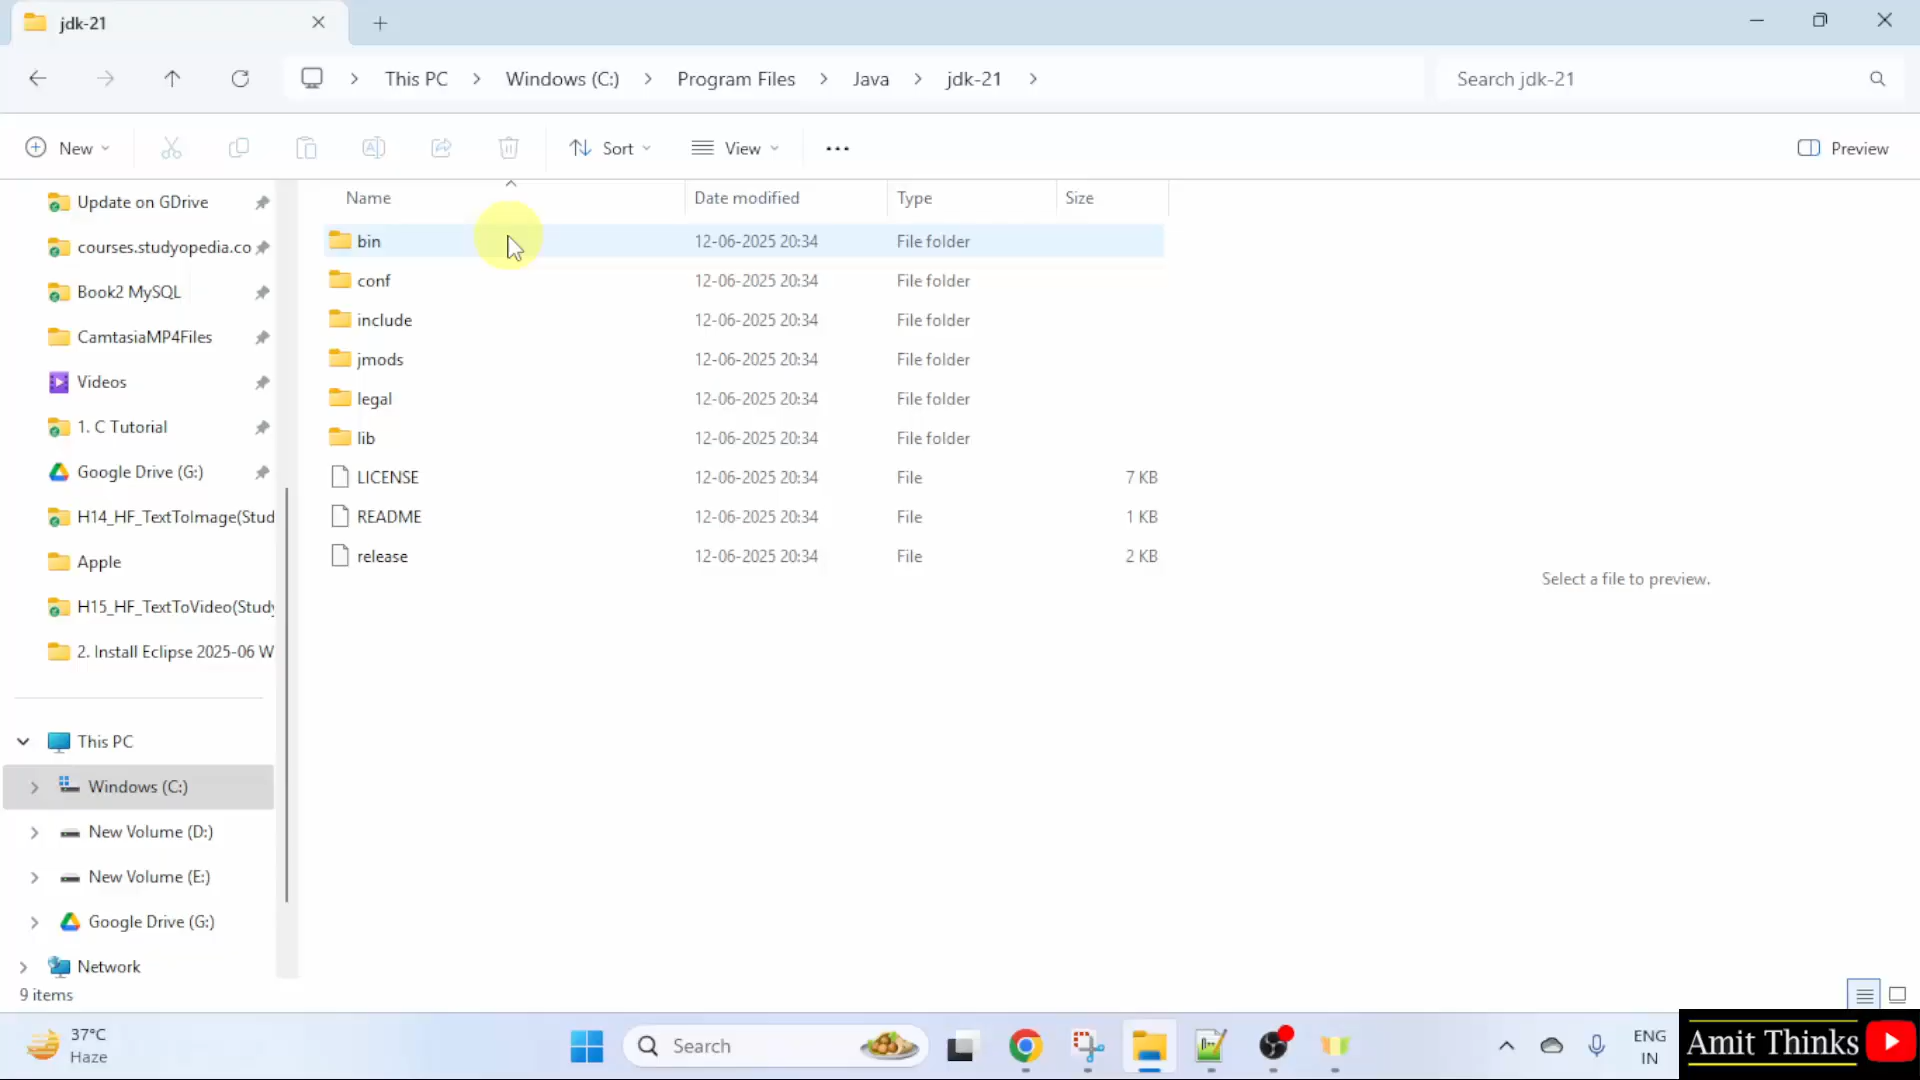 jdk-21
This PC > Windows (C:) > Program Files > Java > jdk-21 >
Search jdk-21
New
Sort
View
Preview
Name
Date modified
Type
Size
bin 12-06-2025 20:34 File folder
conf 12-06-2025 20:34 File folder
include 12-06-2025 20:34 File folder
jmods 12-06-2025 20:34 File folder
legal 12-06-2025 20:34 File folder
lib 12-06-2025 20:34 File folder
LICENSE 12-06-2025 20:34 File 7 KB
README 12-06-2025 20:34 File 1 KB
release 12-06-2025 20:34 File 2 KB
Update on GDrive
courses.studyopedia.co
Book2 MySQL
CamtasiaMP4Files
Videos
1. C Tutorial
Google Drive (G:)
H14_HF_TextToImage(Stud
Apple
H15_HF_TextToVideo(Study
2. Install Eclipse 2025-06 W
This PC
Windows (C:)
New Volume (D:)
New Volume (E:)
Google Drive (G:)
Network
Select a file to preview.
9 items
37°C
Haze
Search
ENG
IN
Amit Thinks